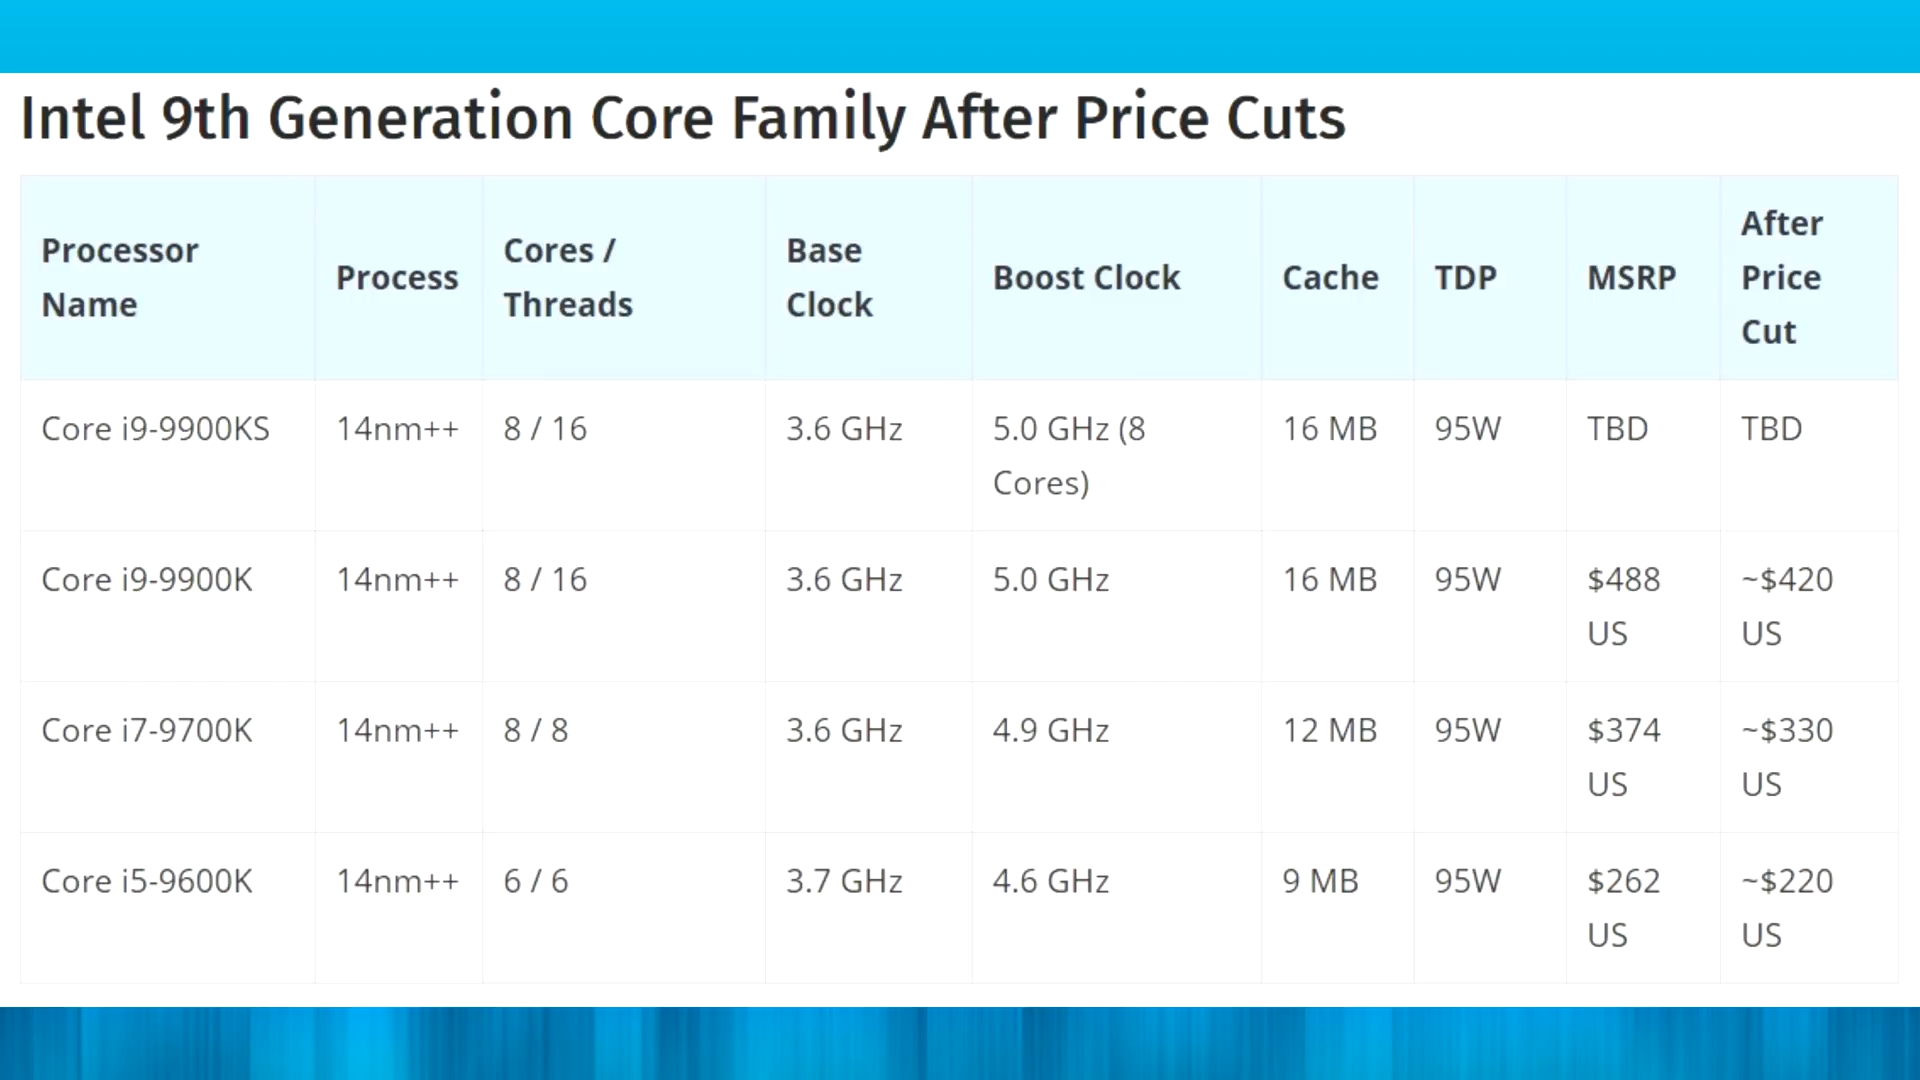 Intel 9th Generation Core Family After Price Cuts
Processor Name Process Cores / Threads Base Clock Boost Clock Cache TDP MSRP After Price Cut
Core i9-9900KS 14nm++ 8 / 16 3.6 GHz 5.0 GHz (8 Cores) 16 MB 95W TBD TBD
Core i9-9900K 14nm++ 8 / 16 3.6 GHz 5.0 GHz 16 MB 95W $488 US ~$420 US
Core i7-9700K 14nm++ 8 / 8 3.6 GHz 4.9 GHz 12 MB 95W $374 US ~$330 US
Core i5-9600K 14nm++ 6 / 6 3.7 GHz 4.6 GHz 9 MB 95W $262 US ~$220 US